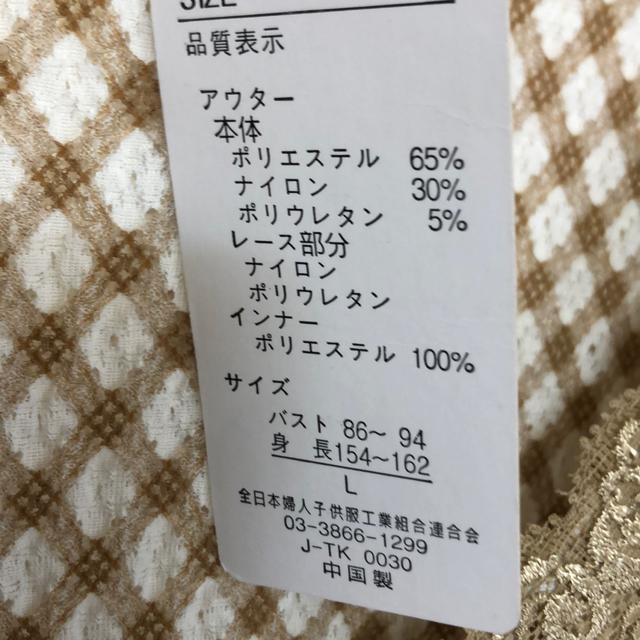 SIZE
品質表示
アウター
本体
ポリエステル 65%
ナイロン 30%
ポリウレタン 5%
レース部分
ナイロン
ポリウレタン
インナー
ポリエステル 100%
サイズ
バスト 86〜 94
身 長154〜162
L
全日本婦人子供服工業組合連合会
03-3866-1299
J-TK 0030
中国製